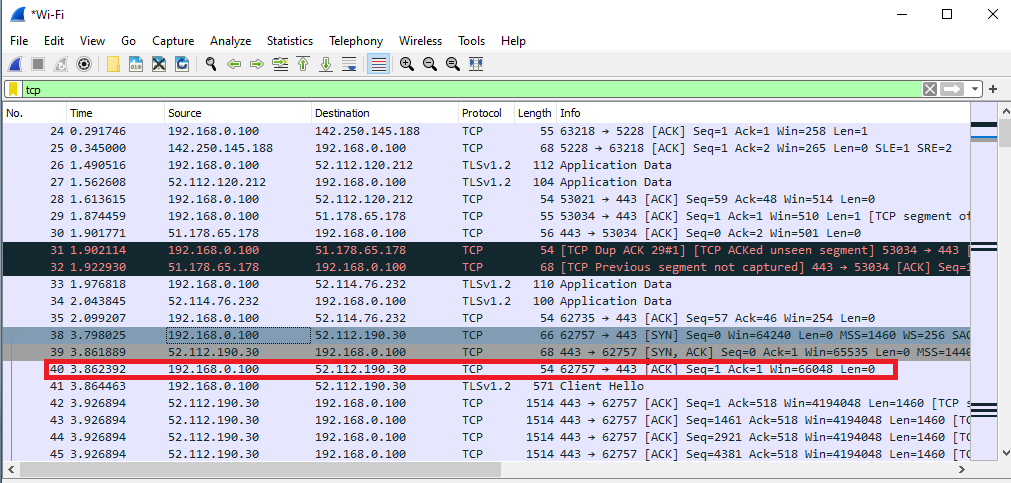 *Wi-Fi
File Edit View Go Capture Analyze Statistics Telephony Wireless Tools Help
tcp
No. Time Source Destination Protocol Length Info
24 0.291746 192.168.0.100 142.250.145.188 TCP 55 63218 → 5228 [ACK] Seq=1 Ack=1 Win=258 Len=1
25 0.345000 142.250.145.188 192.168.0.100 TCP 68 5228 → 63218 [ACK] Seq=1 Ack=2 Win=265 Len=0 SLE=1 SRE=2
26 1.490516 192.168.0.100 52.112.120.212 TLSv1.2 112 Application Data
27 1.562608 52.112.120.212 192.168.0.100 TLSv1.2 104 Application Data
28 1.613615 192.168.0.100 52.112.120.212 TCP 54 53021 → 443 [ACK] Seq=59 Ack=48 Win=514 Len=0
29 1.874459 192.168.0.100 51.178.65.178 TCP 55 53034 → 443 [ACK] Seq=1 Ack=1 Win=510 Len=1 [TCP segment of
30 1.901771 51.178.65.178 192.168.0.100 TCP 56 443 → 53034 [ACK] Seq=0 Ack=2 Win=501 Len=0
31 1.902114 192.168.0.100 51.178.65.178 TCP 54 [TCP Dup ACK 29#1] [TCP ACKed unseen segment] 53034 → 443 [
32 1.922930 51.178.65.178 192.168.0.100 TCP 68 [TCP Previous segment not captured] 443 → 53034 [ACK] Seq=1
33 1.976818 192.168.0.100 52.114.76.232 TLSv1.2 110 Application Data
34 2.043845 52.114.76.232 192.168.0.100 TLSv1.2 100 Application Data
35 2.099207 192.168.0.100 52.114.76.232 TCP 54 62735 → 443 [ACK] Seq=57 Ack=46 Win=254 Len=0
38 3.798025 192.168.0.100 52.112.190.30 TCP 66 62757 → 443 [SYN] Seq=0 Win=64240 Len=0 MSS=1460 WS=256 SAC
39 3.861889 52.112.190.30 192.168.0.100 TCP 68 443 → 62757 [SYN, ACK] Seq=0 Ack=1 Win=65535 Len=0 MSS=1440
40 3.862392 192.168.0.100 52.112.190.30 TCP 54 62757 → 443 [ACK] Seq=1 Ack=1 Win=66048 Len=0
41 3.864463 192.168.0.100 52.112.190.30 TLSv1.2 571 Client Hello
42 3.926894 52.112.190.30 192.168.0.100 TCP 1514 443 → 62757 [ACK] Seq=1 Ack=518 Win=4194048 Len=1460 [TCP s
43 3.926894 52.112.190.30 192.168.0.100 TCP 1514 443 → 62757 [ACK] Seq=1461 Ack=518 Win=4194048 Len=1460 [TC
44 3.926894 52.112.190.30 192.168.0.100 TCP 1514 443 → 62757 [ACK] Seq=2921 Ack=518 Win=4194048 Len=1460 [TC
45 3.926894 52.112.190.30 192.168.0.100 TCP 1514 443 → 62757 [ACK] Seq=4381 Ack=518 Win=4194048 Len=1460 [TC